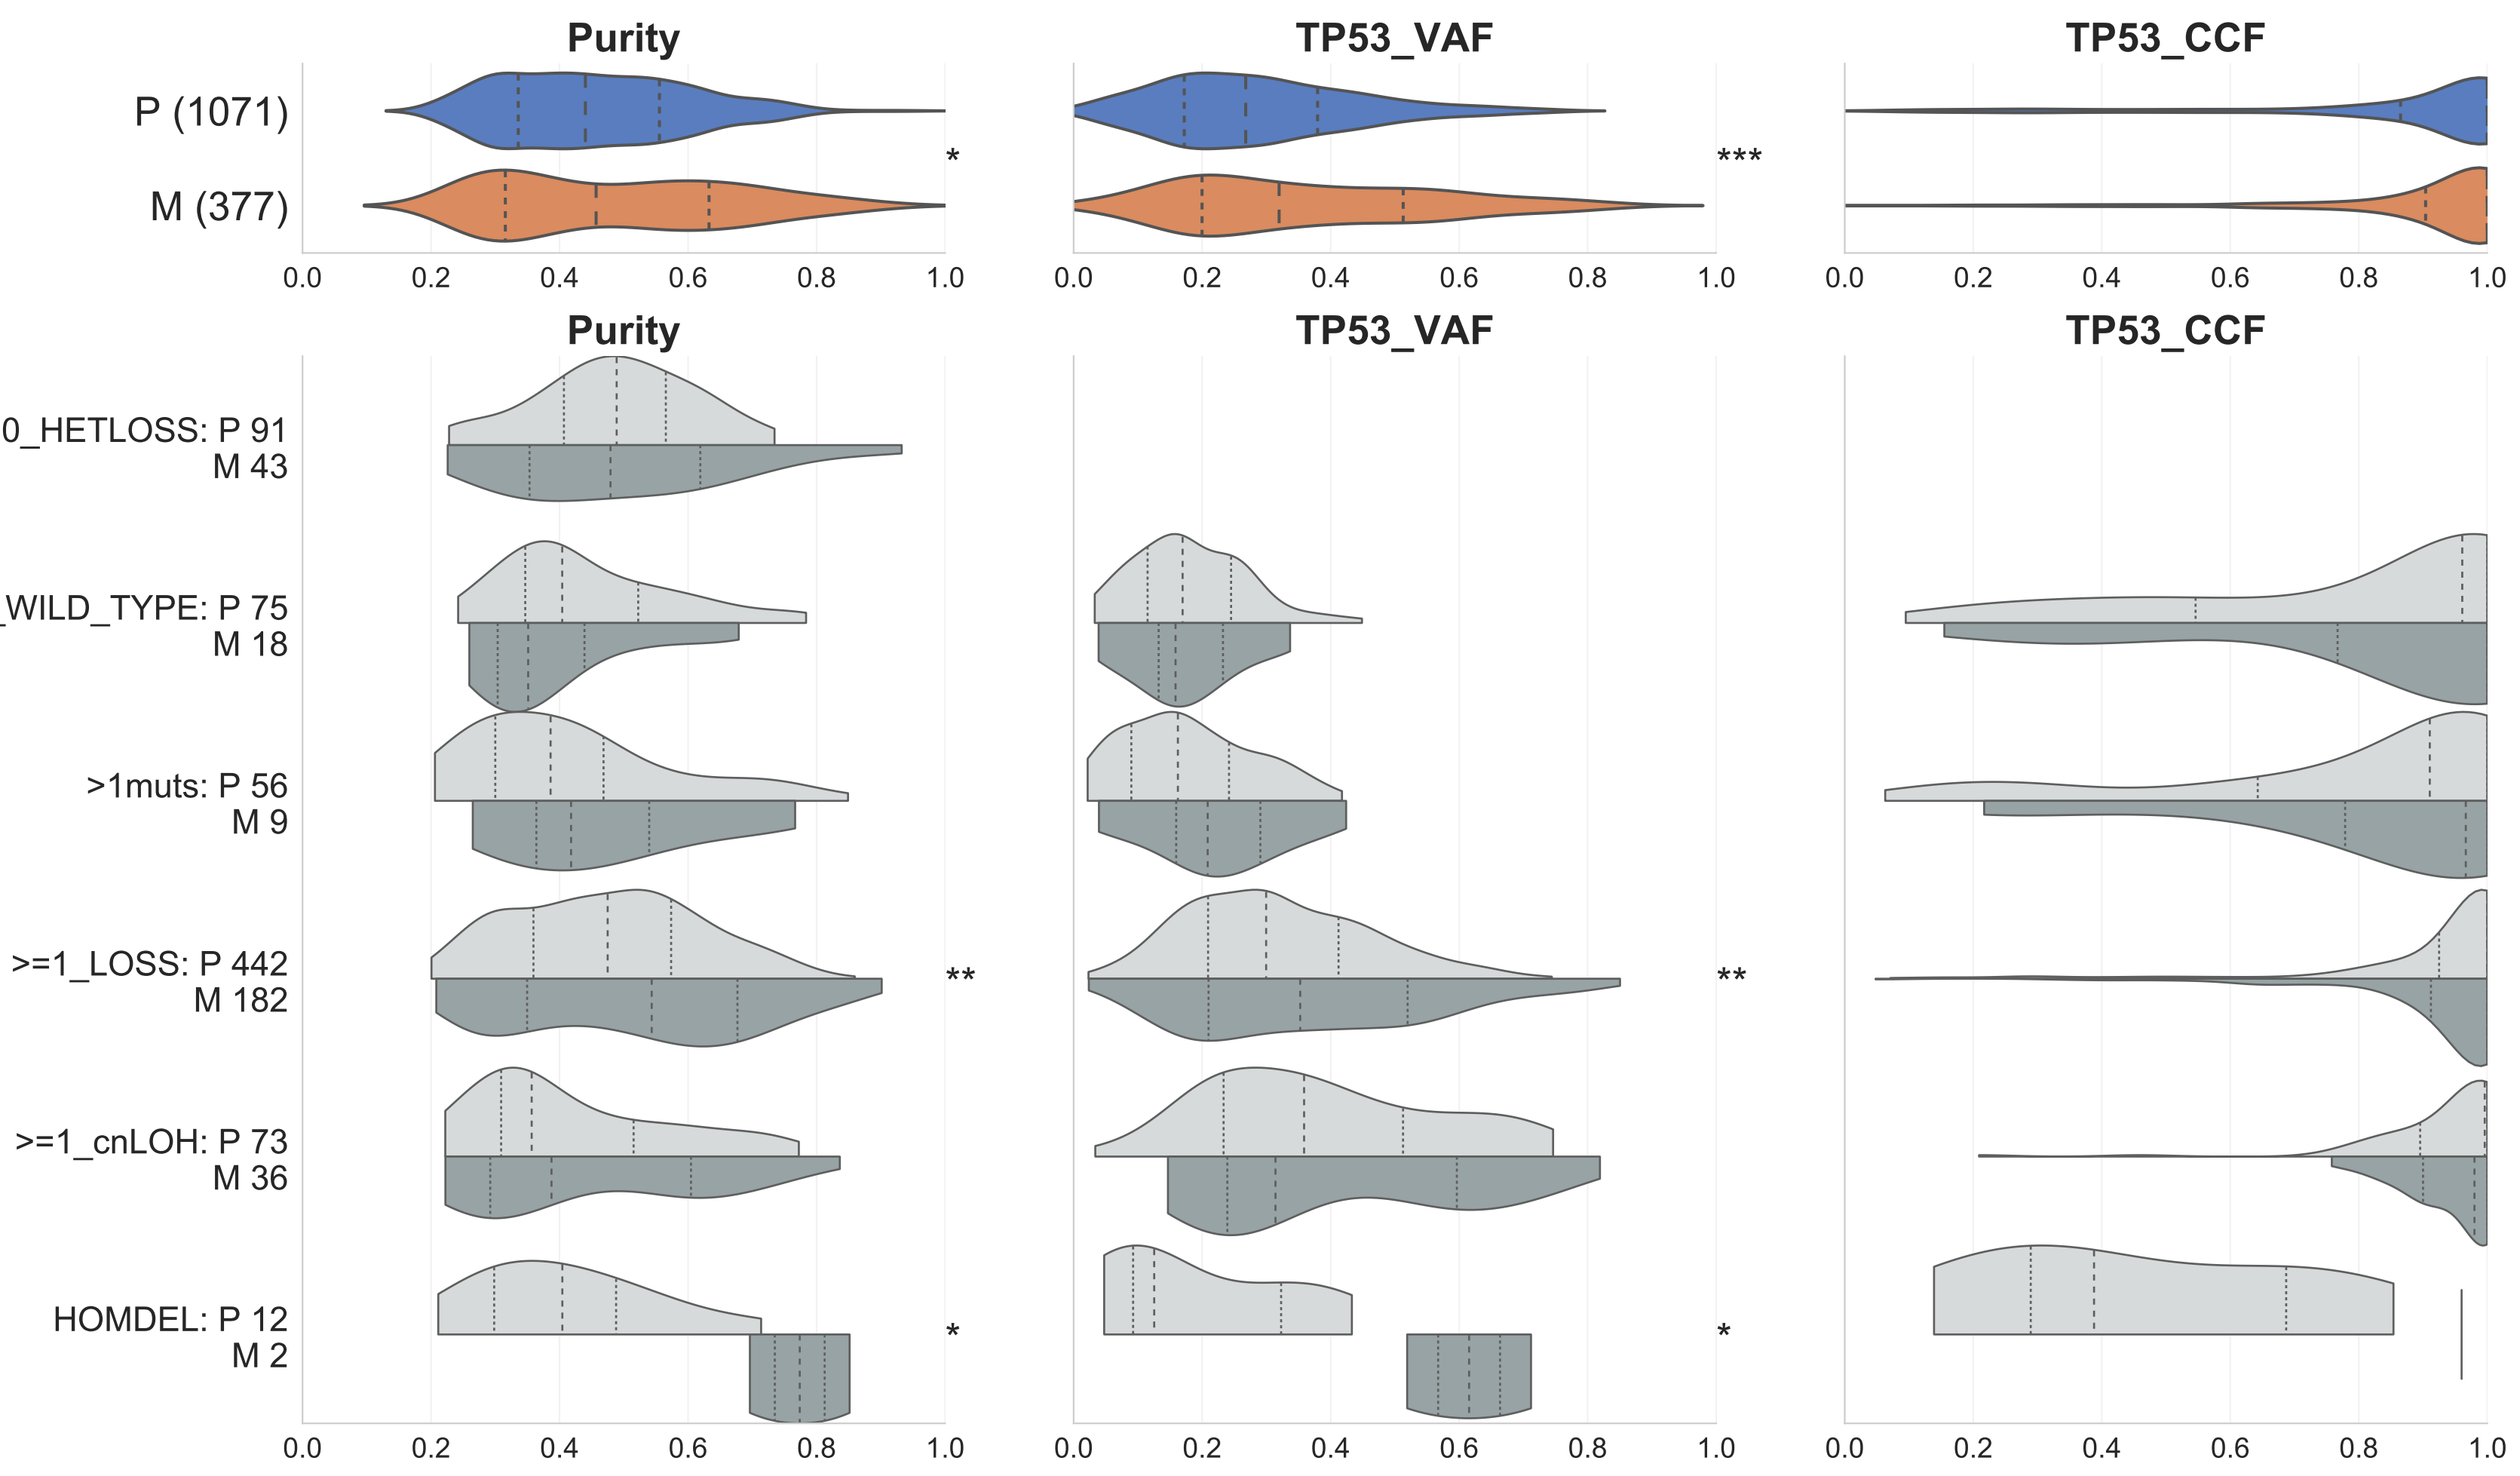 Purity TP53_VAF TP53_CCF
P (1071)
* ***
M (377)
0.0 0.2 0.4 0.6 0.8 1.0 0.0 0.2 0.4 0.6 0.8 1.0 0.0 0.2 0.4 0.6 0.8 1.0
Purity TP53_VAF TP53_CCF
0_HETLOSS: P 91
M 43
_WILD_TYPE: P 75
M 18
>1muts: P 56
M 9
>=1_LOSS: P 442
** **
M 182
>=1_cnLOH: P 73
M 36
HOMDEL: P 12
* *
M 2
0.0 0.2 0.4 0.6 0.8 1.0 0.0 0.2 0.4 0.6 0.8 1.0 0.0 0.2 0.4 0.6 0.8 1.0